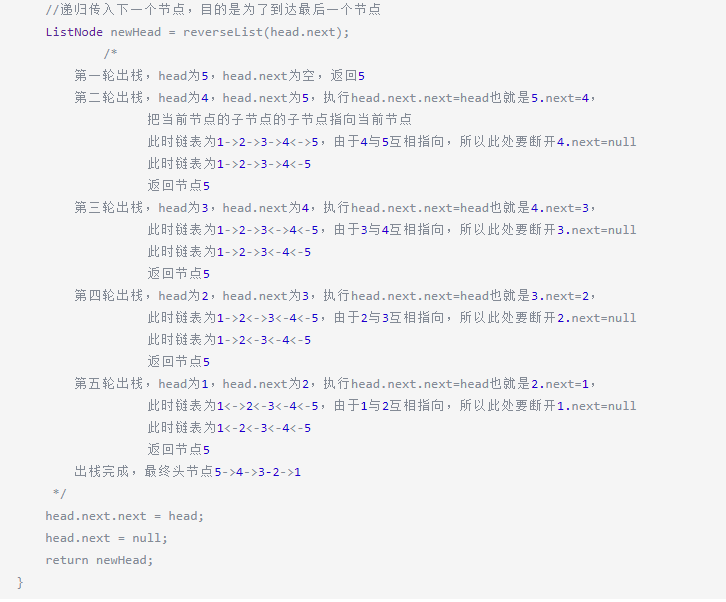 //递归传入下一个节点，目的是为了到达最后一个节点
ListNode newHead = reverseList(head.next);
/*
第一轮出栈，head为5，head.next为空，返回5
第二轮出栈，head为4，head.next为5，执行head.next.next=head也就是5.next=4，
把当前节点的子节点的子节点指向当前节点
此时链表为1->2->3->4<->5，由于4与5互相指向，所以此处要断开4.next=null
此时链表为1->2->3->4<-5
返回节点5
第三轮出栈，head为3，head.next为4，执行head.next.next=head也就是4.next=3，
此时链表为1->2->3<->4<-5，由于3与4互相指向，所以此处要断开3.next=null
此时链表为1->2->3<-4<-5
返回节点5
第四轮出栈，head为2，head.next为3，执行head.next.next=head也就是3.next=2，
此时链表为1->2<->3<-4<-5，由于2与3互相指向，所以此处要断开2.next=null
此时链表为1->2<-3<-4<-5
返回节点5
第五轮出栈，head为1，head.next为2，执行head.next.next=head也就是2.next=1，
此时链表为1<->2<-3<-4<-5，由于1与2互相指向，所以此处要断开1.next=null
此时链表为1<-2<-3<-4<-5
返回节点5
出栈完成，最终头节点5->4->3-2->1
*/
head.next.next = head;
head.next = null;
return newHead;
}